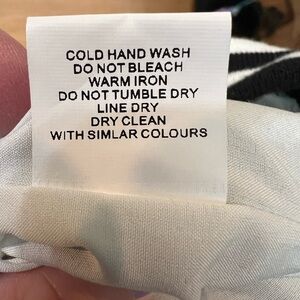 COLD HAND WASH
DO NOT BLEACH
WARM IRON
DO NOT TUMBLE DRY
LINE DRY
DRY CLEAN
WITH SIMLAR COLOURS